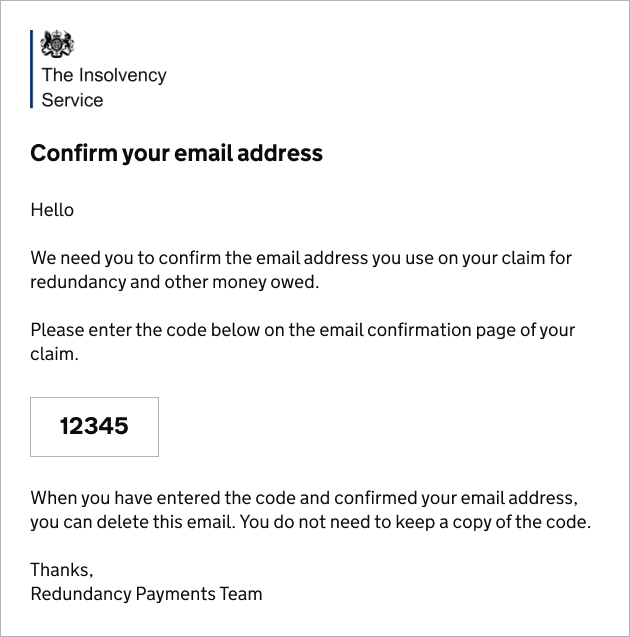 The Insolvency
Service
Confirm your email address
Hello
We need you to confirm the email address you use on your claim for
redundancy and other money owed.
Please enter the code below on the email confirmation page of your
claim.
12345
When you have entered the code and confirmed your email address,
you can delete this email. You do not need to keep a copy of the code.
Thanks,
Redundancy Payments Team